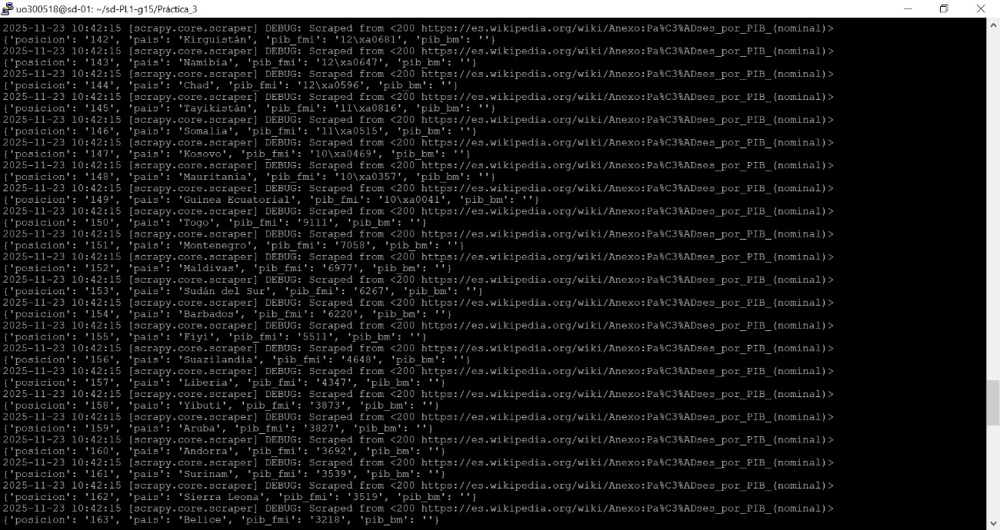 uo300518@sd-01: ~/sd-PL1-g15/Práctica_3
2025-11-23 10:42:15 [scrapy.core.scraper] DEBUG: Scraped from <200 https://es.wikipedia.org/wiki/Anexo:Pa%C3%ADses_por_PIB_(nominal)>
{'posicion': '142', 'pais': 'Kirguistán', 'pib_fmi': '12\xa0681', 'pib_bm': ''}
2025-11-23 10:42:15 [scrapy.core.scraper] DEBUG: Scraped from <200 https://es.wikipedia.org/wiki/Anexo:Pa%C3%ADses_por_PIB_(nominal)>
{'posicion': '143', 'pais': 'Namibia', 'pib_fmi': '12\xa0647', 'pib_bm': ''}
2025-11-23 10:42:15 [scrapy.core.scraper] DEBUG: Scraped from <200 https://es.wikipedia.org/wiki/Anexo:Pa%C3%ADses_por_PIB_(nominal)>
{'posicion': '144', 'pais': 'Chad', 'pib_fmi': '12\xa0596', 'pib_bm': ''}
2025-11-23 10:42:15 [scrapy.core.scraper] DEBUG: Scraped from <200 https://es.wikipedia.org/wiki/Anexo:Pa%C3%ADses_por_PIB_(nominal)>
{'posicion': '145', 'pais': 'Tayikistán', 'pib_fmi': '11\xa0816', 'pib_bm': ''}
2025-11-23 10:42:15 [scrapy.core.scraper] DEBUG: Scraped from <200 https://es.wikipedia.org/wiki/Anexo:Pa%C3%ADses_por_PIB_(nominal)>
{'posicion': '146', 'pais': 'Somalia', 'pib_fmi': '11\xa0515', 'pib_bm': ''}
2025-11-23 10:42:15 [scrapy.core.scraper] DEBUG: Scraped from <200 https://es.wikipedia.org/wiki/Anexo:Pa%C3%ADses_por_PIB_(nominal)>
{'posicion': '147', 'pais': 'Kosovo', 'pib_fmi': '10\xa0469', 'pib_bm': ''}
2025-11-23 10:42:15 [scrapy.core.scraper] DEBUG: Scraped from <200 https://es.wikipedia.org/wiki/Anexo:Pa%C3%ADses_por_PIB_(nominal)>
{'posicion': '148', 'pais': 'Mauritania', 'pib_fmi': '10\xa0357', 'pib_bm': ''}
2025-11-23 10:42:15 [scrapy.core.scraper] DEBUG: Scraped from <200 https://es.wikipedia.org/wiki/Anexo:Pa%C3%ADses_por_PIB_(nominal)>
{'posicion': '149', 'pais': 'Guinea Ecuatorial', 'pib_fmi': '10\xa0041', 'pib_bm': ''}
2025-11-23 10:42:15 [scrapy.core.scraper] DEBUG: Scraped from <200 https://es.wikipedia.org/wiki/Anexo:Pa%C3%ADses_por_PIB_(nominal)>
{'posicion': '150', 'pais': 'Togo', 'pib_fmi': '9111', 'pib_bm': ''}
2025-11-23 10:42:15 [scrapy.core.scraper] DEBUG: Scraped from <200 https://es.wikipedia.org/wiki/Anexo:Pa%C3%ADses_por_PIB_(nominal)>
{'posicion': '151', 'pais': 'Montenegro', 'pib_fmi': '7058', 'pib_bm': ''}
2025-11-23 10:42:15 [scrapy.core.scraper] DEBUG: Scraped from <200 https://es.wikipedia.org/wiki/Anexo:Pa%C3%ADses_por_PIB_(nominal)>
{'posicion': '152', 'pais': 'Maldivas', 'pib_fmi': '6977', 'pib_bm': ''}
2025-11-23 10:42:15 [scrapy.core.scraper] DEBUG: Scraped from <200 https://es.wikipedia.org/wiki/Anexo:Pa%C3%ADses_por_PIB_(nominal)>
{'posicion': '153', 'pais': 'Sudán del Sur', 'pib_fmi': '6267', 'pib_bm': ''}
2025-11-23 10:42:15 [scrapy.core.scraper] DEBUG: Scraped from <200 https://es.wikipedia.org/wiki/Anexo:Pa%C3%ADses_por_PIB_(nominal)>
{'posicion': '154', 'pais': 'Barbados', 'pib_fmi': '6220', 'pib_bm': ''}
2025-11-23 10:42:15 [scrapy.core.scraper] DEBUG: Scraped from <200 https://es.wikipedia.org/wiki/Anexo:Pa%C3%ADses_por_PIB_(nominal)>
{'posicion': '155', 'pais': 'Fiyi', 'pib_fmi': '5511', 'pib_bm': ''}
2025-11-23 10:42:15 [scrapy.core.scraper] DEBUG: Scraped from <200 https://es.wikipedia.org/wiki/Anexo:Pa%C3%ADses_por_PIB_(nominal)>
{'posicion': '156', 'pais': 'Suazilandia', 'pib_fmi': '4648', 'pib_bm': ''}
2025-11-23 10:42:15 [scrapy.core.scraper] DEBUG: Scraped from <200 https://es.wikipedia.org/wiki/Anexo:Pa%C3%ADses_por_PIB_(nominal)>
{'posicion': '157', 'pais': 'Liberia', 'pib_fmi': '4347', 'pib_bm': ''}
2025-11-23 10:42:15 [scrapy.core.scraper] DEBUG: Scraped from <200 https://es.wikipedia.org/wiki/Anexo:Pa%C3%ADses_por_PIB_(nominal)>
{'posicion': '158', 'pais': 'Yibuti', 'pib_fmi': '3873', 'pib_bm': ''}
2025-11-23 10:42:15 [scrapy.core.scraper] DEBUG: Scraped from <200 https://es.wikipedia.org/wiki/Anexo:Pa%C3%ADses_por_PIB_(nominal)>
{'posicion': '159', 'pais': 'Aruba', 'pib_fmi': '3827', 'pib_bm': ''}
2025-11-23 10:42:15 [scrapy.core.scraper] DEBUG: Scraped from <200 https://es.wikipedia.org/wiki/Anexo:Pa%C3%ADses_por_PIB_(nominal)>
{'posicion': '160', 'pais': 'Andorra', 'pib_fmi': '3692', 'pib_bm': ''}
2025-11-23 10:42:15 [scrapy.core.scraper] DEBUG: Scraped from <200 https://es.wikipedia.org/wiki/Anexo:Pa%C3%ADses_por_PIB_(nominal)>
{'posicion': '161', 'pais': 'Surinam', 'pib_fmi': '3539', 'pib_bm': ''}
2025-11-23 10:42:15 [scrapy.core.scraper] DEBUG: Scraped from <200 https://es.wikipedia.org/wiki/Anexo:Pa%C3%ADses_por_PIB_(nominal)>
{'posicion': '162', 'pais': 'Sierra Leona', 'pib_fmi': '3519', 'pib_bm': ''}
2025-11-23 10:42:15 [scrapy.core.scraper] DEBUG: Scraped from <200 https://es.wikipedia.org/wiki/Anexo:Pa%C3%ADses_por_PIB_(nominal)>
{'posicion': '163', 'pais': 'Belice', 'pib_fmi': '3218', 'pib_bm': ''}